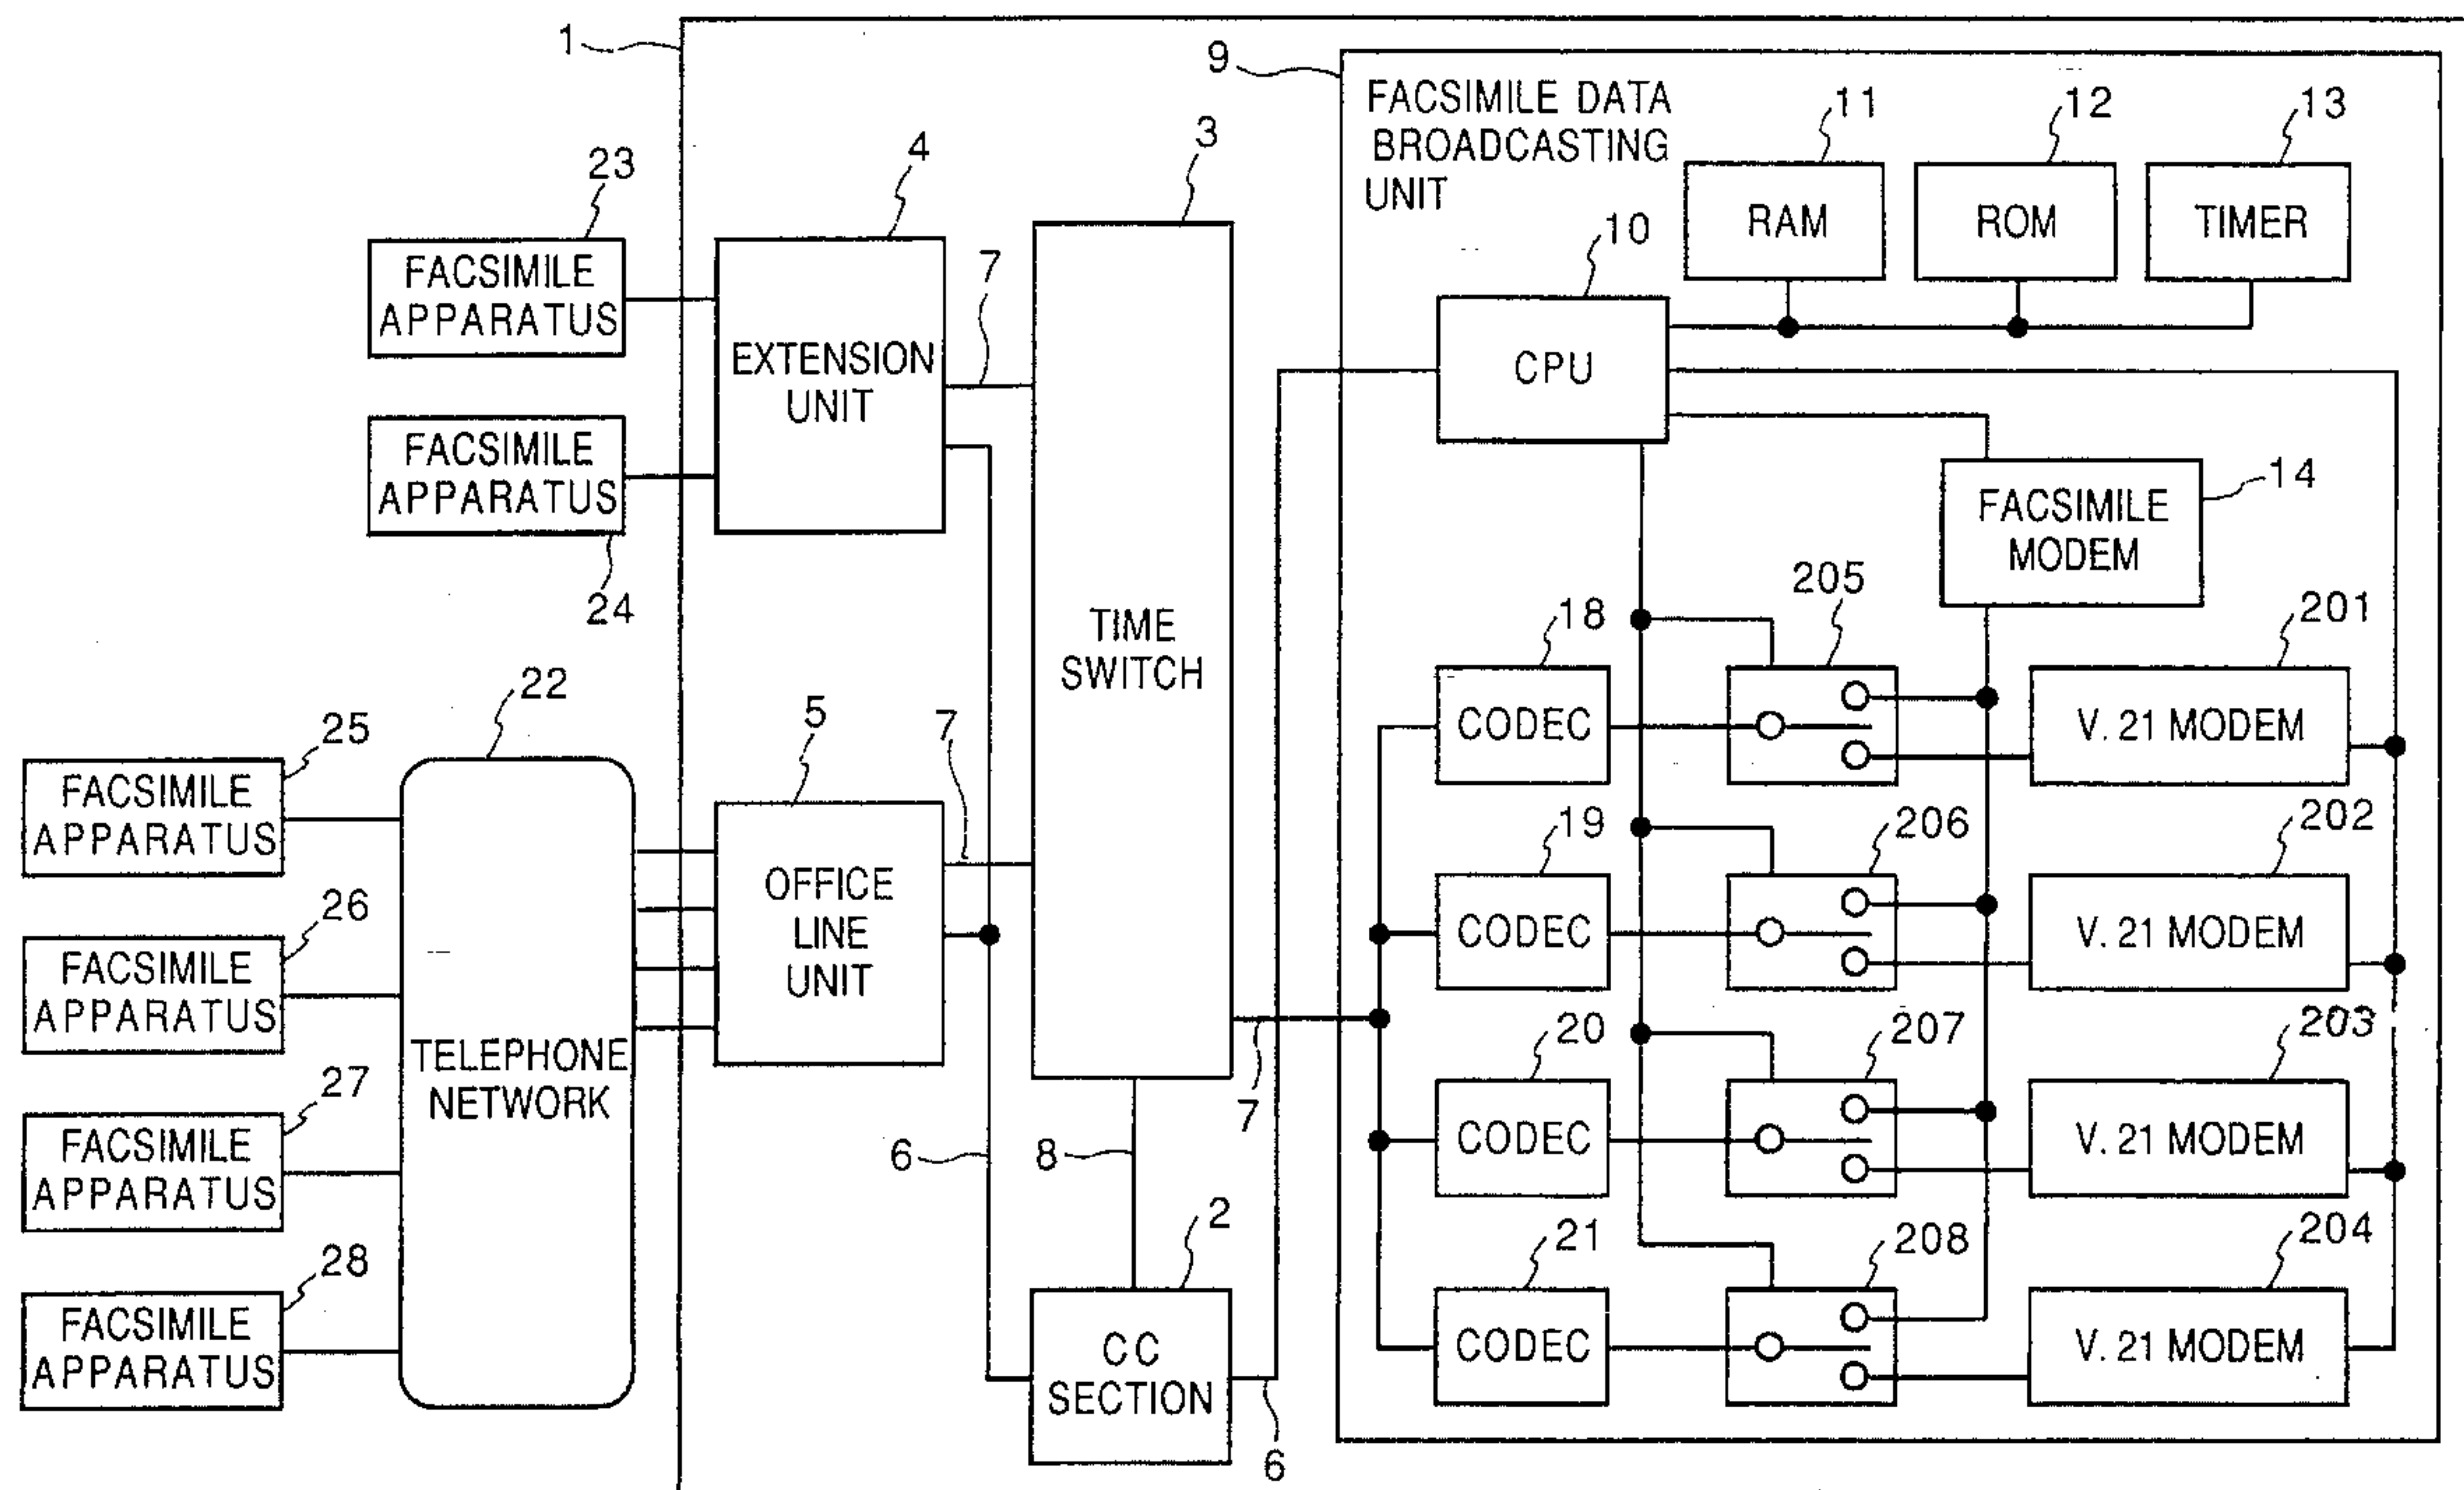 1
9
FACSIMILE DATA
BROADCASTING
UNIT
11
12
13
RAM
ROM
TIMER
10
CPU
23
FACSIMILE
APPARATUS
4
3
7
EXTENSION
UNIT
FACSIMILE
APPARATUS
24
TIME
SWITCH
FACSIMILE
MODEM
14
22
5
7
18
205
201
CODEC
V. 21 MODEM
25
FACSIMILE
APPARATUS
19
206
202
CODEC
V. 21 MODEM
OFFICE
LINE
UNIT
26
FACSIMILE
APPARATUS
TELEPHONE
NETWORK
7
20
207
203
CODEC
V. 21 MODEM
27
FACSIMILE
APPARATUS
6
8
2
21
208
204
CODEC
V. 21 MODEM
28
FACSIMILE
APPARATUS
CC
SECTION
6